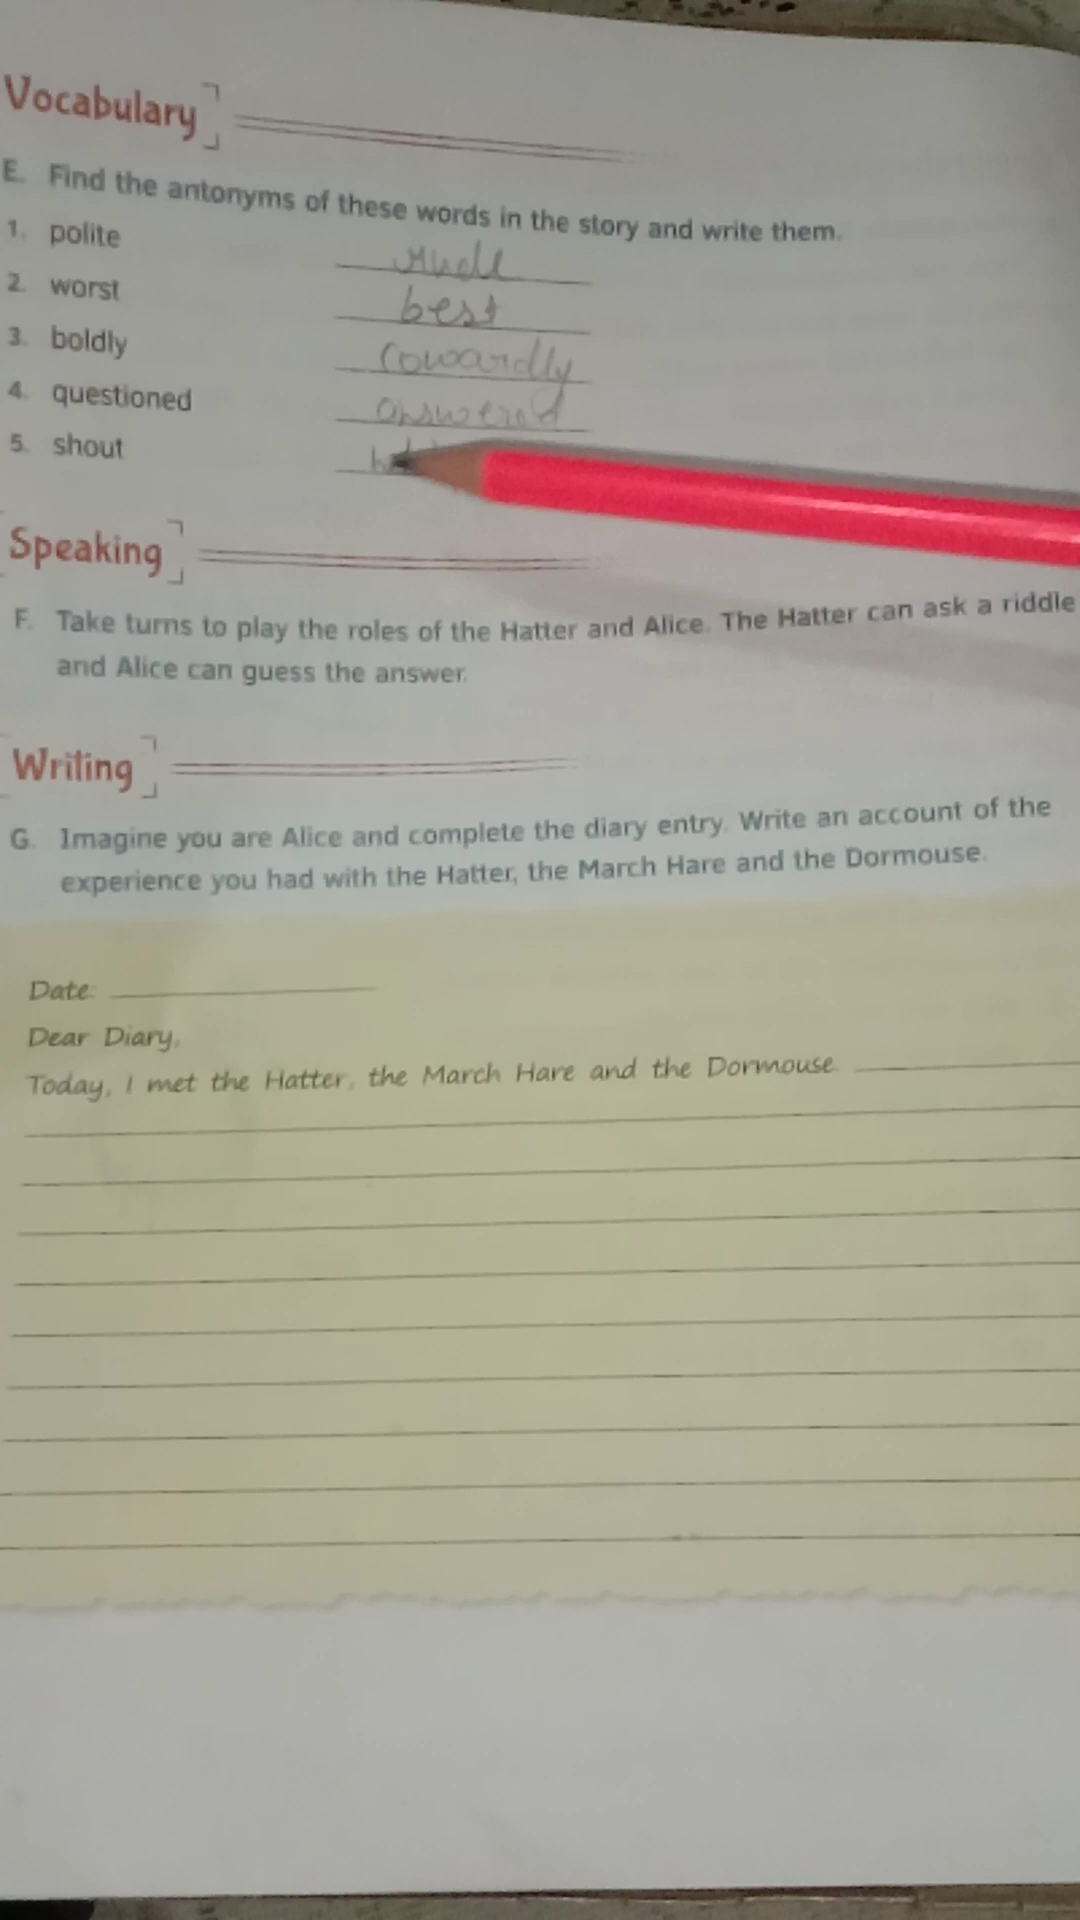 Vocabulary
E. Find the antonyms of these words in the story and write them.
1. polite rude
2. worst best
3. boldly cowardly
4. questioned answered
5. shout
Speaking
F. Take turns to play the roles of the Hatter and Alice. The Hatter can ask a riddle
and Alice can guess the answer.
Writing
G. Imagine you are Alice and complete the diary entry. Write an account of the
experience you had with the Hatter, the March Hare and the Dormouse.
Date:
Dear Diary,
Today, I met the Hatter, the March Hare and the Dormouse